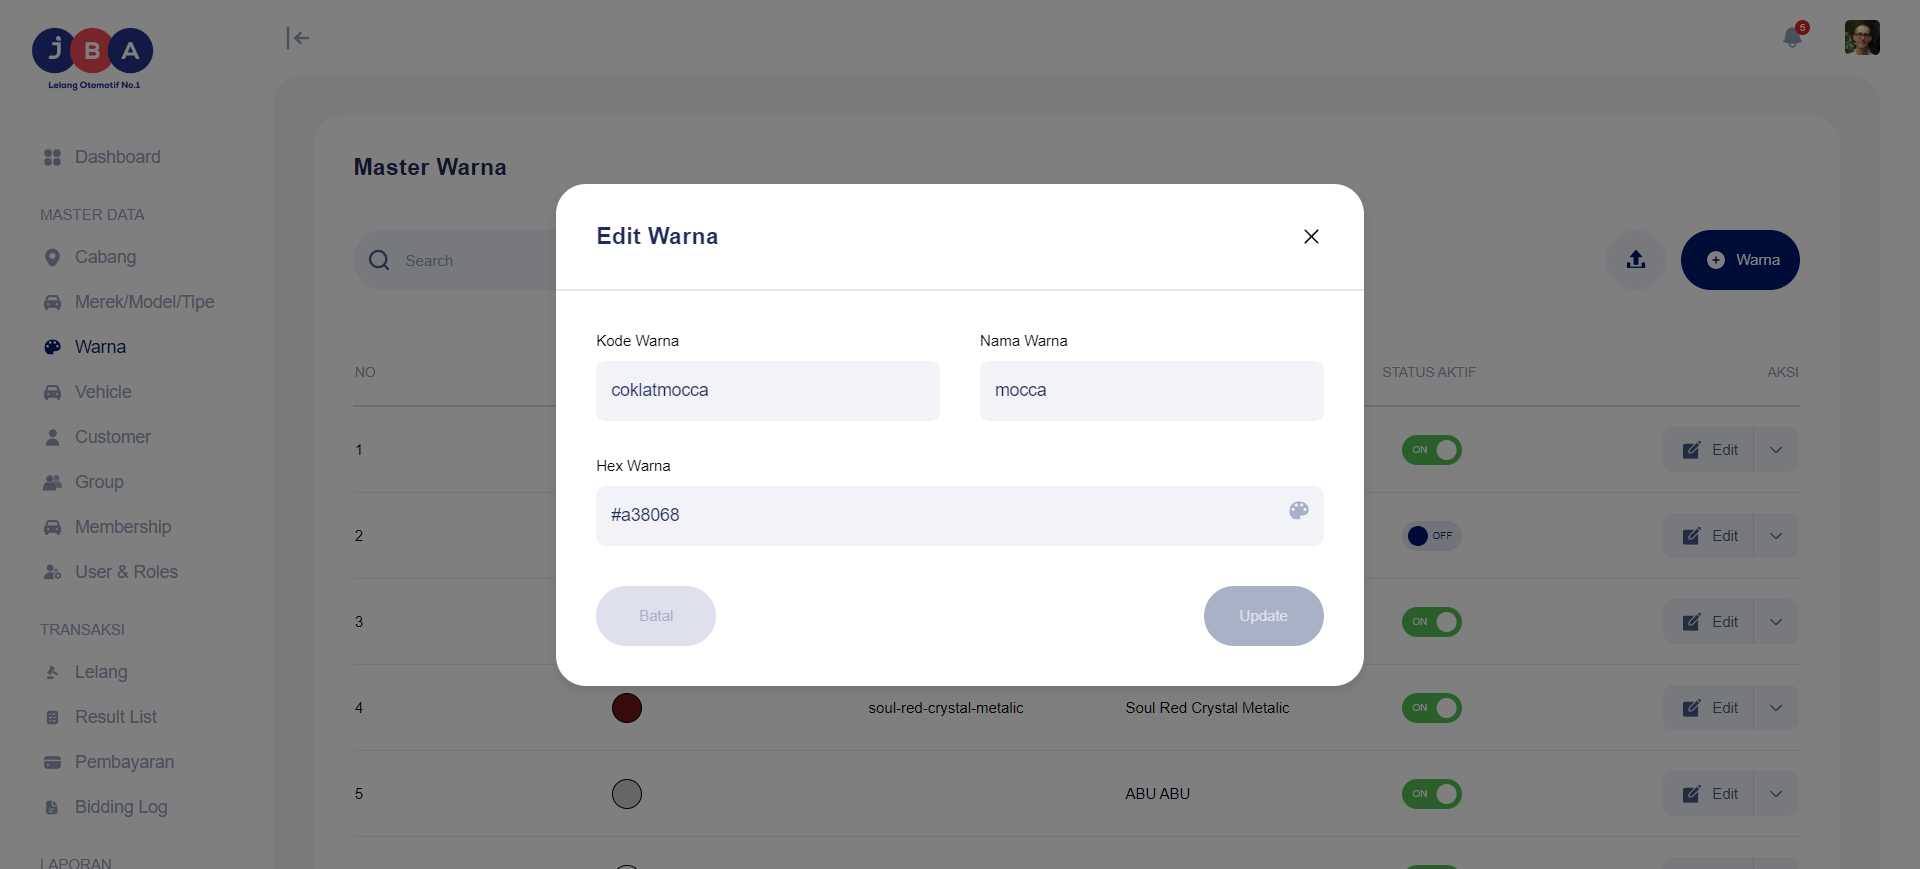 JBA
Lelang Otomotif No.1
5
Dashboard
MASTER DATA
Cabang
Merek/Model/Tipe
Warna
Vehicle
Customer
Group
Membership
User & Roles
TRANSAKSI
Lelang
Result List
Pembayaran
Bidding Log
LAPORAN
Master Warna
Search
Warna
NO
STATUS AKTIF
AKSI
1
ON
Edit
2
OFF
Edit
3
ON
Edit
4
soul-red-crystal-metalic
Soul Red Crystal Metalic
ON
Edit
5
ABU ABU
ON
Edit
Edit Warna
Kode Warna
Nama Warna
coklatmocca
mocca
Hex Warna
#a38068
Batal
Update